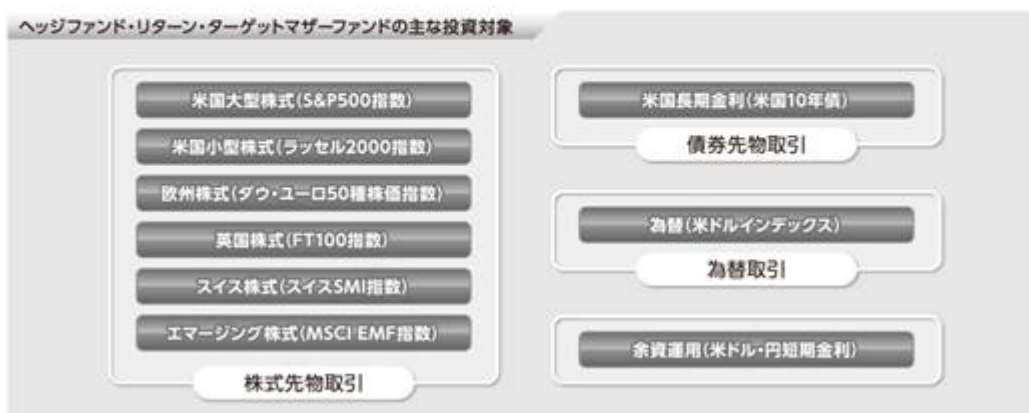 ヘッジファンド・リターン・ターゲットマザーファンドの主な投資対象
米国大型株式(S&P500指数)
米国小型株式(ラッセル2000指数)
欧州株式(ダウ・ユーロ50種株価指数)
英国株式(FT100指数)
スイス株式(スイスSMI指数)
エマージング株式(MSCI EMF指数)
株式先物取引
米国長期金利(米国10年債)
債券先物取引
為替(米ドルインデックス)
為替取引
余資運用(米ドル・円短期金利)